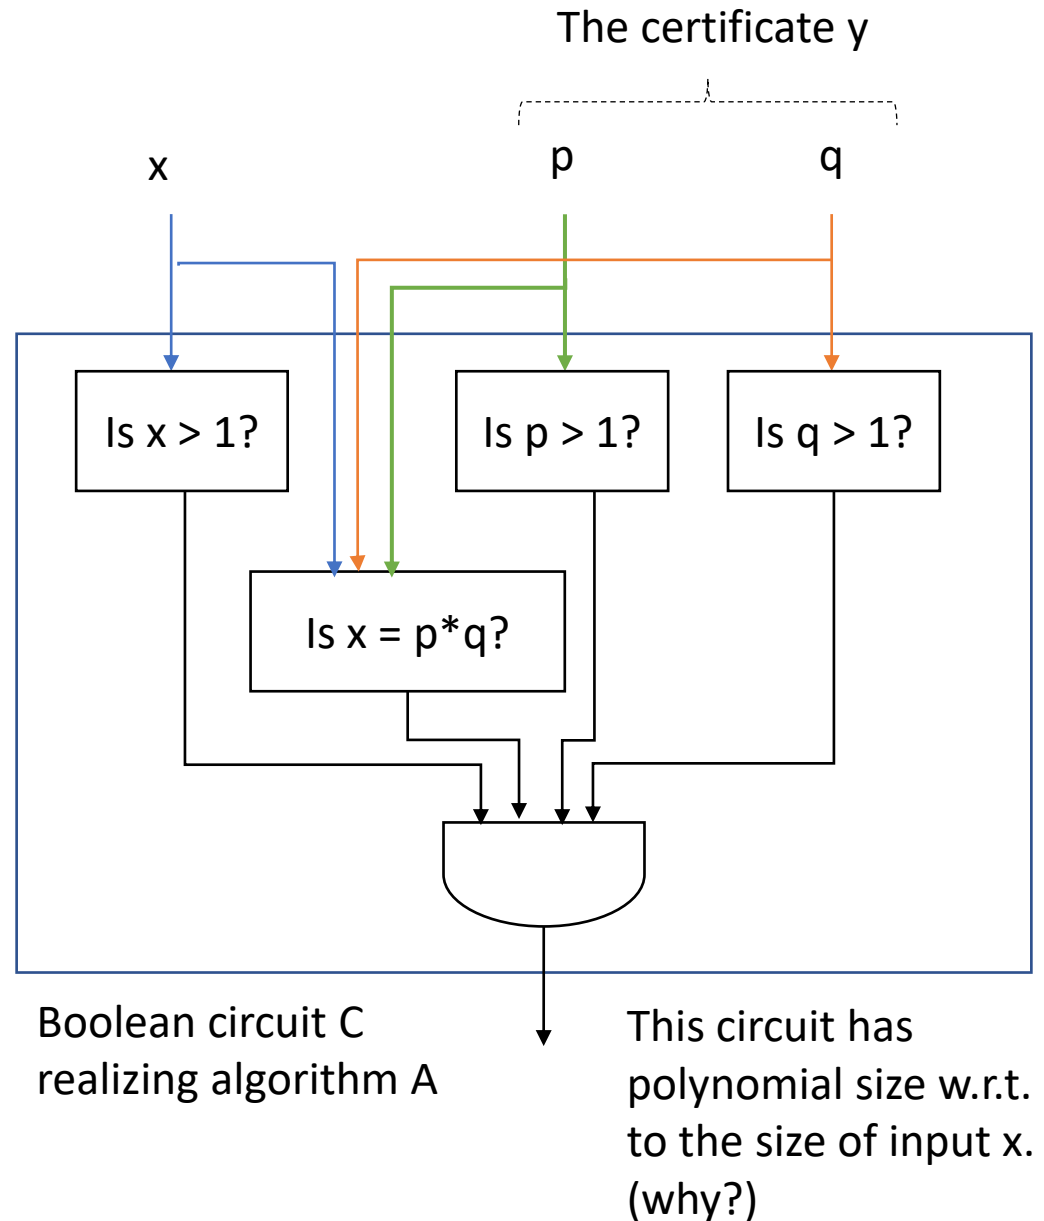 The certificate y
x
p
q
Is x > 1?
Is p > 1?
Is q > 1?
Is x = p*q?
Boolean circuit C
realizing algorithm A
This circuit has
polynomial size w.r.t.
to the size of input x.
(why?)